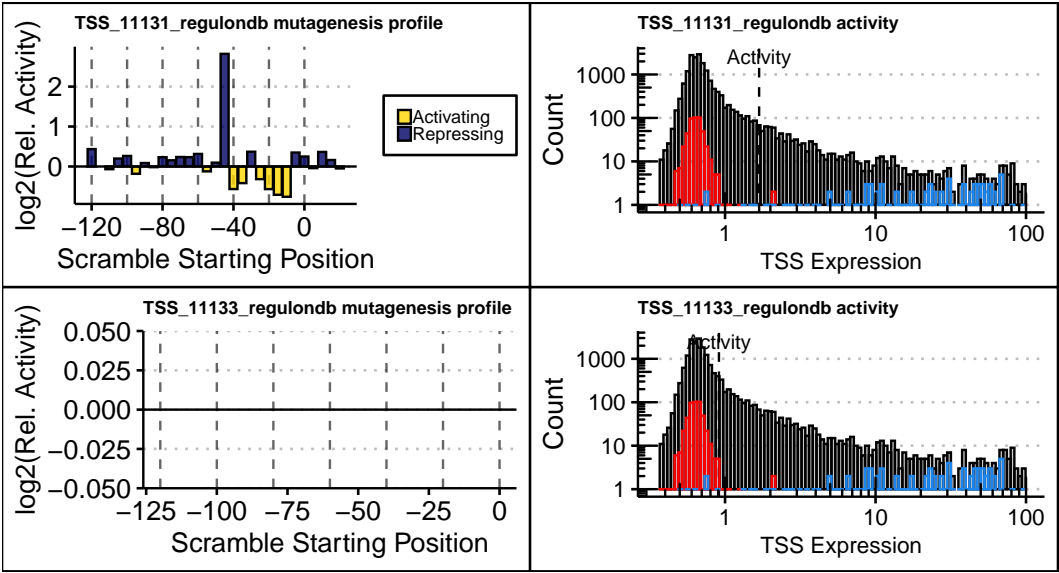 TSS_11131_regulondb mutagenesis profile
log2(Rel. Activity)
2
1
0
−120
−80
−40
0
Scramble Starting Position
Activating
Repressing
TSS_11131_regulondb activity
Activity
Count
1000
100
10
1
1
10
100
TSS Expression
TSS_11133_regulondb mutagenesis profile
log2(Rel. Activity)
0.050
0.025
0.000
−0.025
−0.050
−125
−100
−75
−50
−25
0
Scramble Starting Position
TSS_11133_regulondb activity
Activity
Count
1000
100
10
1
1
10
100
TSS Expression